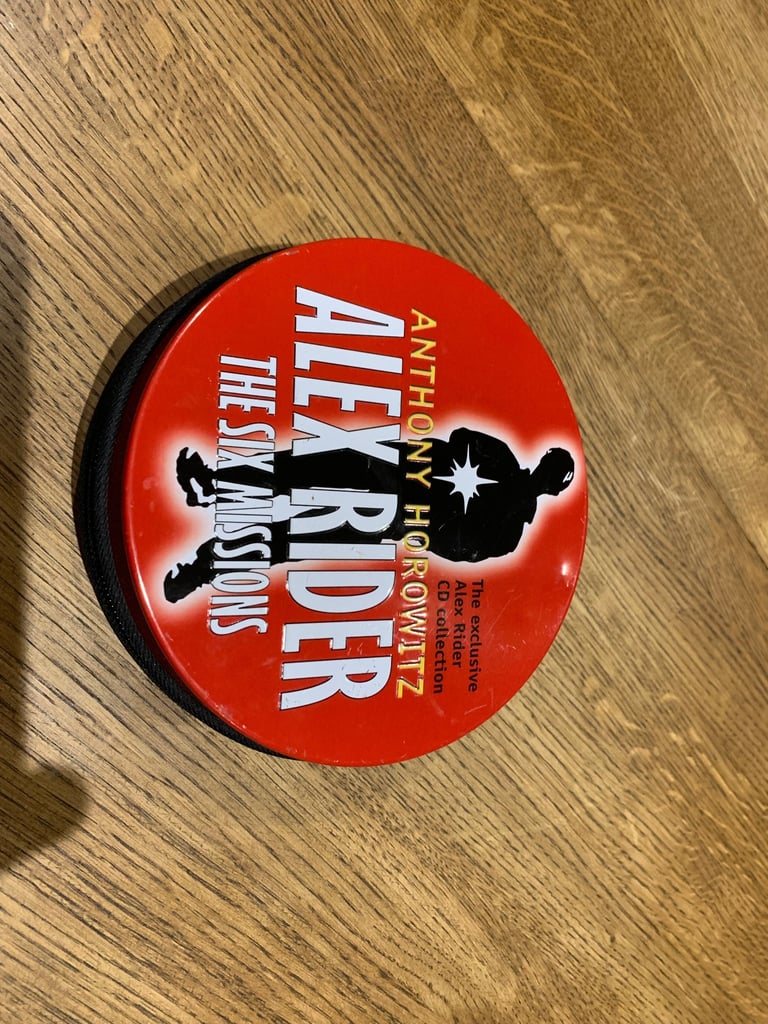 The exclusive
Alex Rider
CD collection
ANTHONY HOROWITZ
ALEX RIDER
THE SIX MISSIONS